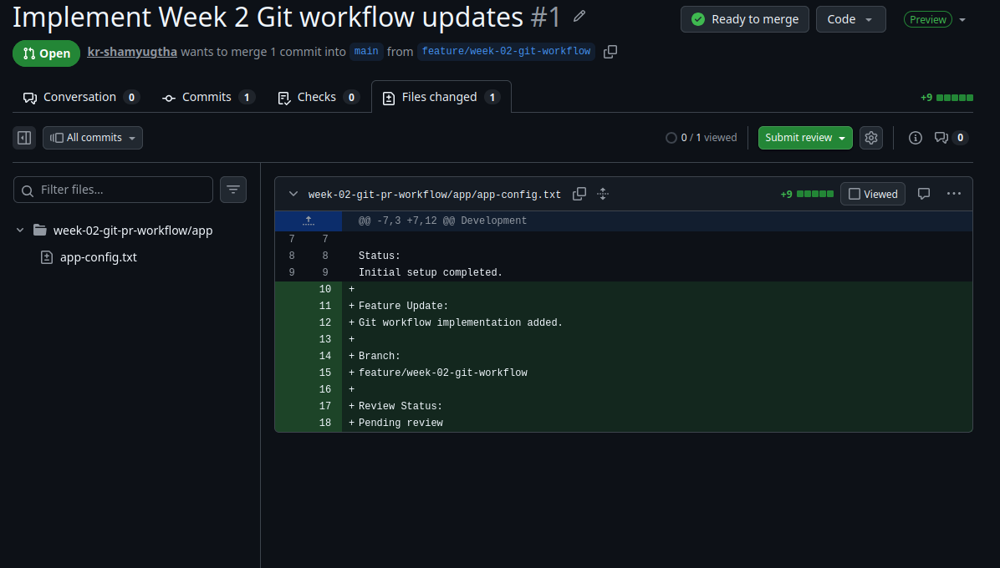 Implement Week 2 Git workflow updates #1
Ready to merge
Code
Preview
Open
kr-shamyugtha wants to merge 1 commit into main from feature/week-02-git-workflow
Conversation 0
Commits 1
Checks 0
Files changed 1
+9
All commits
0 / 1 viewed
Submit review
0
Filter files...
week-02-git-pr-workflow/app
app-config.txt
week-02-git-pr-workflow/app/app-config.txt
+9
Viewed
@@ -7,3 +7,12 @@ Development
7 7
8 8 Status:
9 9 Initial setup completed.
10 +
11 + Feature Update:
12 + Git workflow implementation added.
13 +
14 + Branch:
15 + feature/week-02-git-workflow
16 +
17 + Review Status:
18 + Pending review